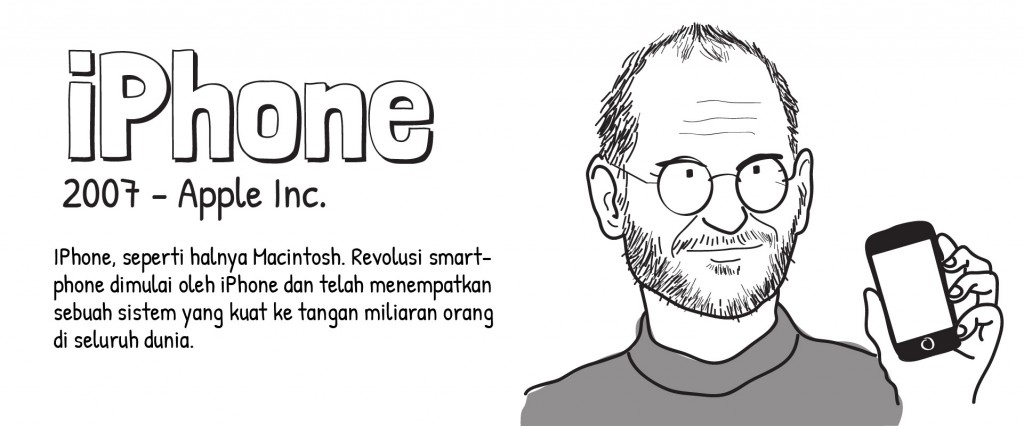 iPhone
2007 - Apple Inc.
IPhone, seperti halnya Macintosh. Revolusi smart-
phone dimulai oleh iPhone dan telah menempatkan
sebuah sistem yang kuat ke tangan miliaran orang
di seluruh dunia.